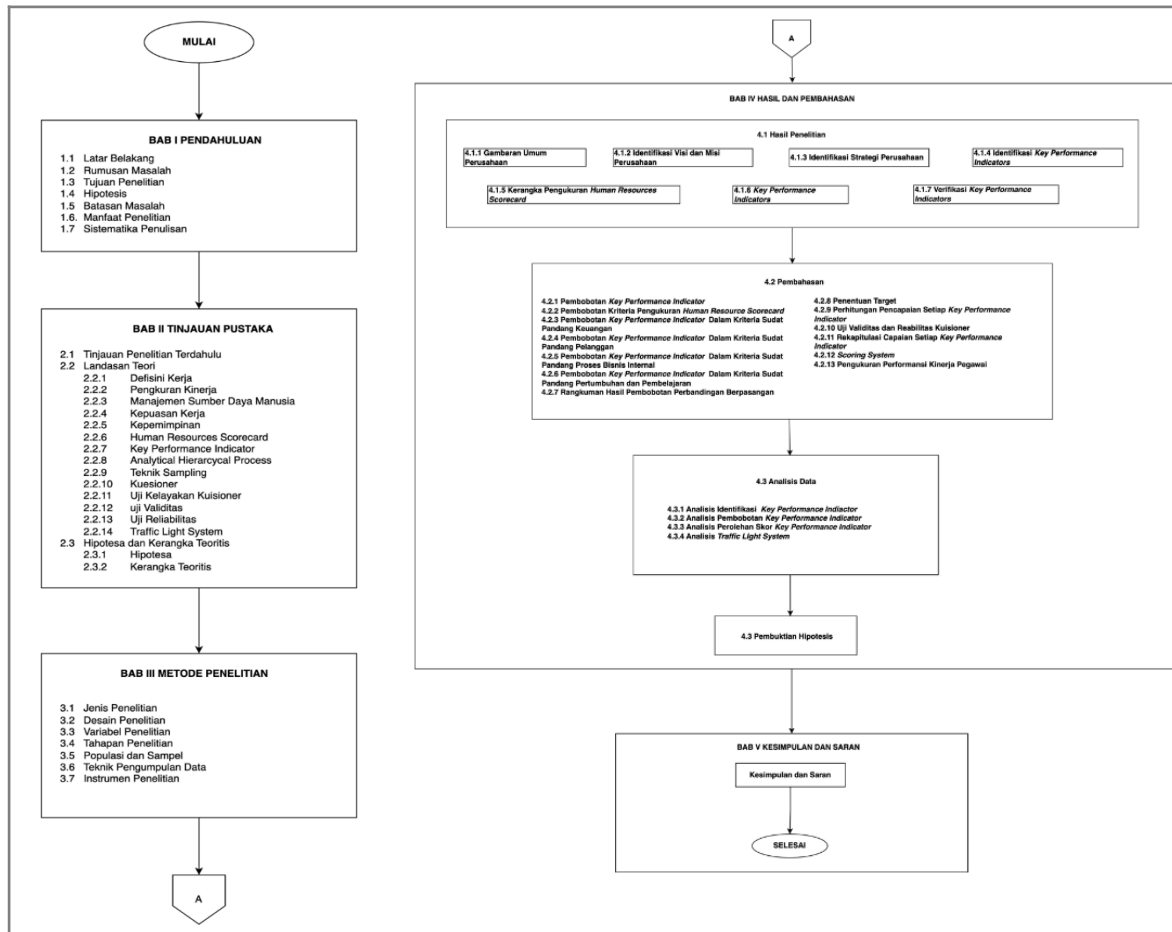 MULAI
BAB I PENDAHULUAN
1.1 Latar Belakang
1.2 Rumusan Masalah
1.3 Tujuan Penelitian
1.4 Hipotesis
1.5 Batasan Masalah
1.6. Manfaat Penelitian
1.7 Sistematika Penulisan
BAB II TINJAUAN PUSTAKA
2.1 Tinjauan Penelitian Terdahulu
2.2 Landasan Teori
2.2.1 Defisini Kerja
2.2.2 Pengkuran Kinerja
2.2.3 Manajemen Sumber Daya Manusia
2.2.4 Kepuasan Kerja
2.2.5 Kepemimpinan
2.2.6 Human Resources Scorecard
2.2.7 Key Performance Indicator
2.2.8 Analytical Hierarcycal Process
2.2.9 Teknik Sampling
2.2.10 Kuesioner
2.2.11 Uji Kelayakan Kuisioner
2.2.12 uji Validitas
2.2.13 Uji Reliabilitas
2.2.14 Traffic Light System
2.3 Hipotesa dan Kerangka Teoritis
2.3.1 Hipotesa
2.3.2 Kerangka Teoritis
BAB III METODE PENELITIAN
3.1 Jenis Penelitian
3.2 Desain Penelitian
3.3 Variabel Penelitian
3.4 Tahapan Penelitian
3.5 Populasi dan Sampel
3.6 Teknik Pengumpulan Data
3.7 Instrumen Penelitian
A
A
BAB IV HASIL DAN PEMBAHASAN
4.1 Hasil Penelitian
4.1.1 Gambaran Umum
Perusahaan
4.1.2 Identifikasi Visi dan Misi
Perusahaan
4.1.3 Identifikasi Strategi Perusahaan
4.1.4 Identifikasi Key Performance
Indicators
4.1.5 Kerangka Pengukuran Human Resources
Scorecard
4.1.6 Key Performance
Indicators
4.1.7 Verifikasi Key Performance
Indicators
4.2 Pembahasan
4.2.1 Pembobotan Key Performance Indicator
4.2.2 Pembobotan Kriteria Pengukuran Human Resource Scorecard
4.2.3 Pembobotan Key Performance Indicator Dalam Kriteria Sudat
Pandang Keuangan
4.2.4 Pembobotan Key Performance Indicator Dalam Kriteria Sudat
Pandang Pelanggan
4.2.5 Pembobotan Key Performance Indicator Dalam Kriteria Sudat
Pandang Proses Bisnis Internal
4.2.6 Pembobotan Key Performance Indicator Dalam Kriteria Sudat
Pandang Pertumbuhan dan Pembelajaran
4.2.7 Rangkuman Hasil Pembobotan Perbandingan Berpasangan
4.2.8 Penentuan Target
4.2.9 Perhitungan Pencapaian Setiap Key Performance
Indicator
4.2.10 Uji Validitas dan Reabilitas Kuisioner
4.2.11 Rekapitulasi Capaian Setiap Key Performance
Indicator
4.2.12 Scoring System
4.2.13 Pengukuran Performansi Kinerja Pegawai
4.3 Analisis Data
4.3.1 Analisis Identifikasi Key Performance Indiactor
4.3.2 Analisis Pembobotan Key Performance Indicator
4.3.3 Analisis Perolehan Skor Key Performance Indicator
4.3.4 Analisis Traffic Light System
4.3 Pembuktian Hipotesis
BAB V KESIMPULAN DAN SARAN
Kesimpulan dan Saran
SELESAI